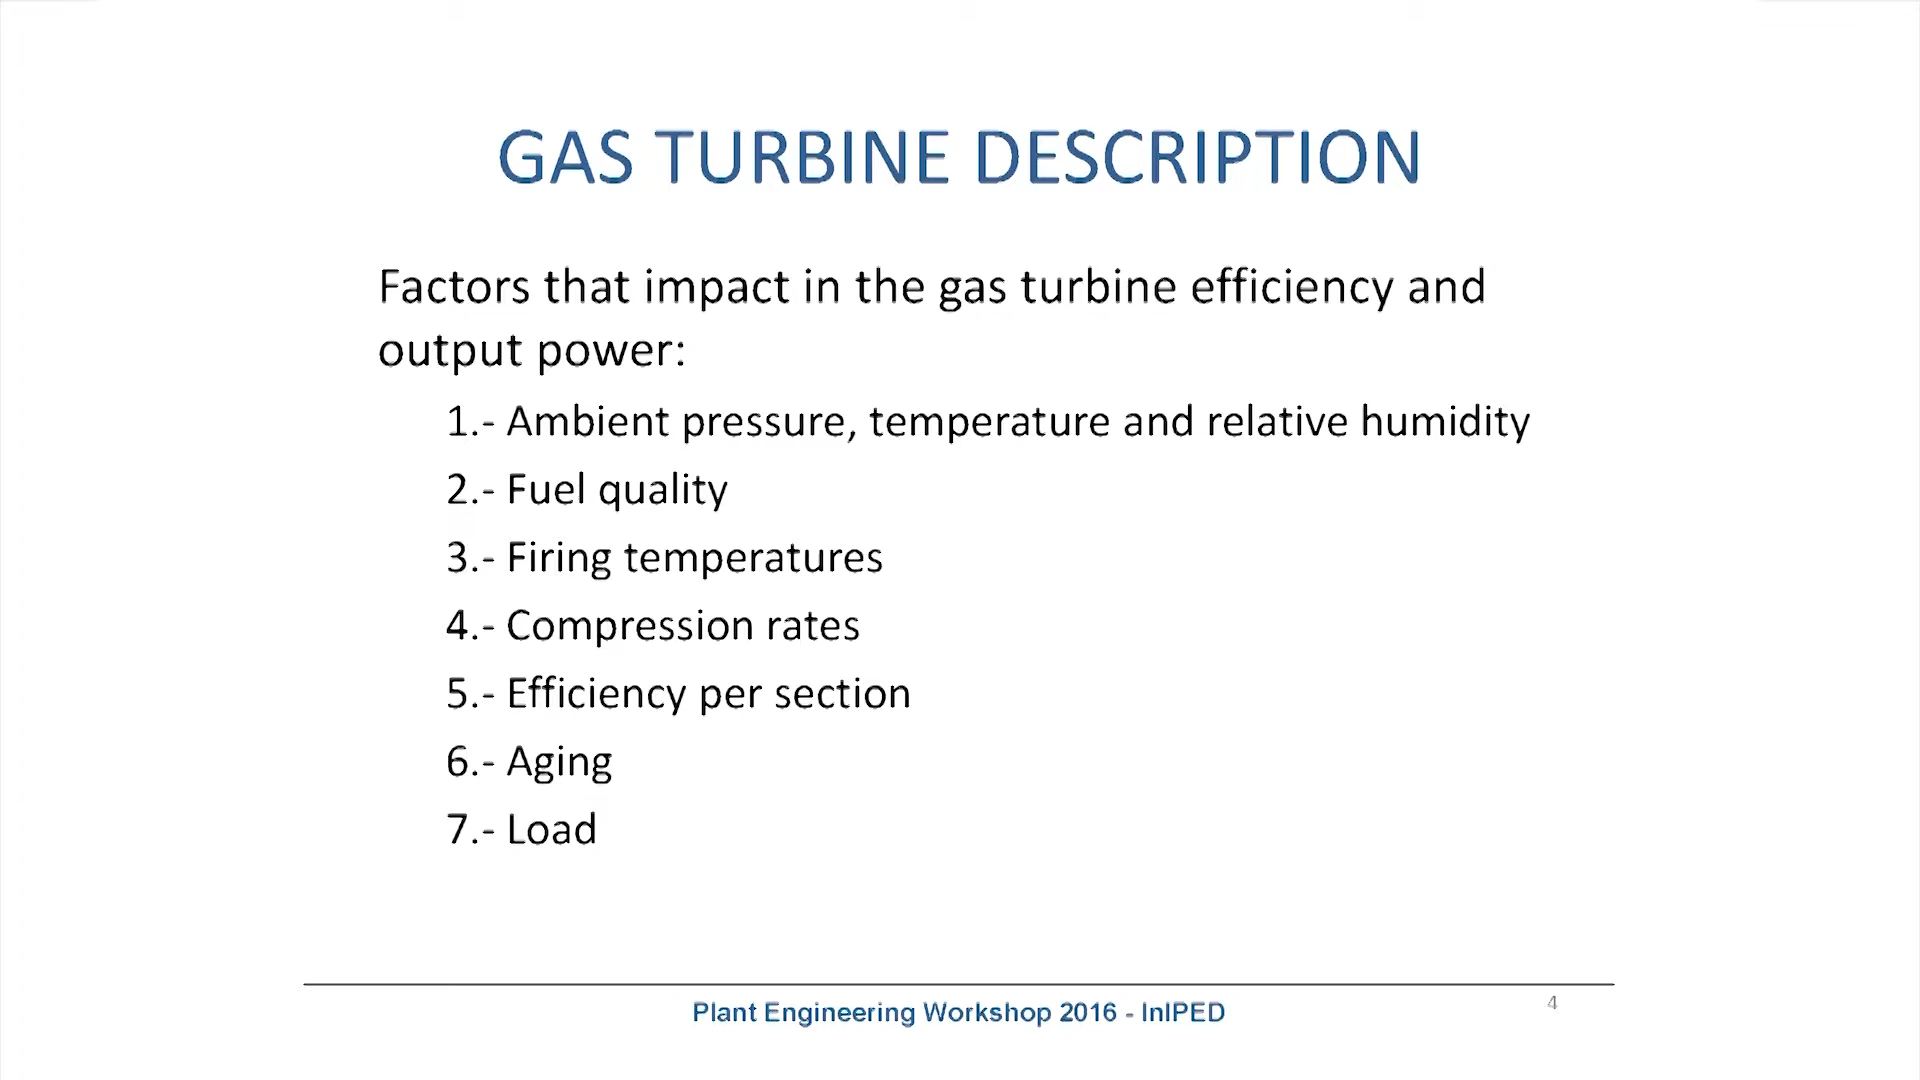 GAS TURBINE DESCRIPTION
Factors that impact in the gas turbine efficiency and
output power:
1.- Ambient pressure, temperature and relative humidity
2.- Fuel quality
3.- Firing temperatures
4.- Compression rates
5.- Efficiency per section
6.- Aging
7.- Load
Plant Engineering Workshop 2016 - InIPED
4